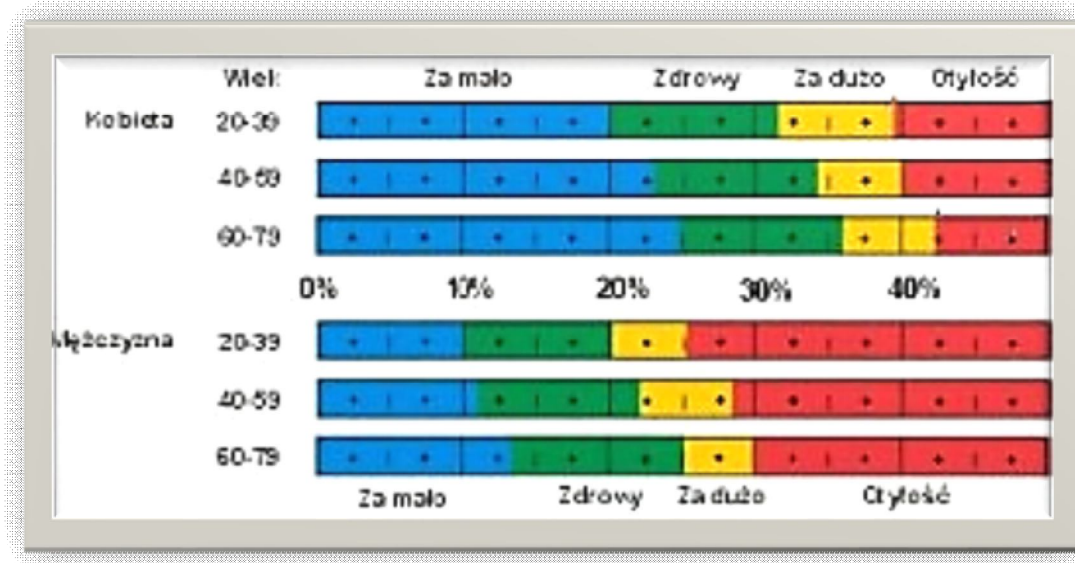 Wiek Za mało Zdrowy Za dużo Otyłość
Kobieta 20-39
40-59
60-79
0% 10% 20% 30% 40%
Mężczyzna 20-39
40-59
60-79
Za mało Zdrowy Za dużo Otyłość